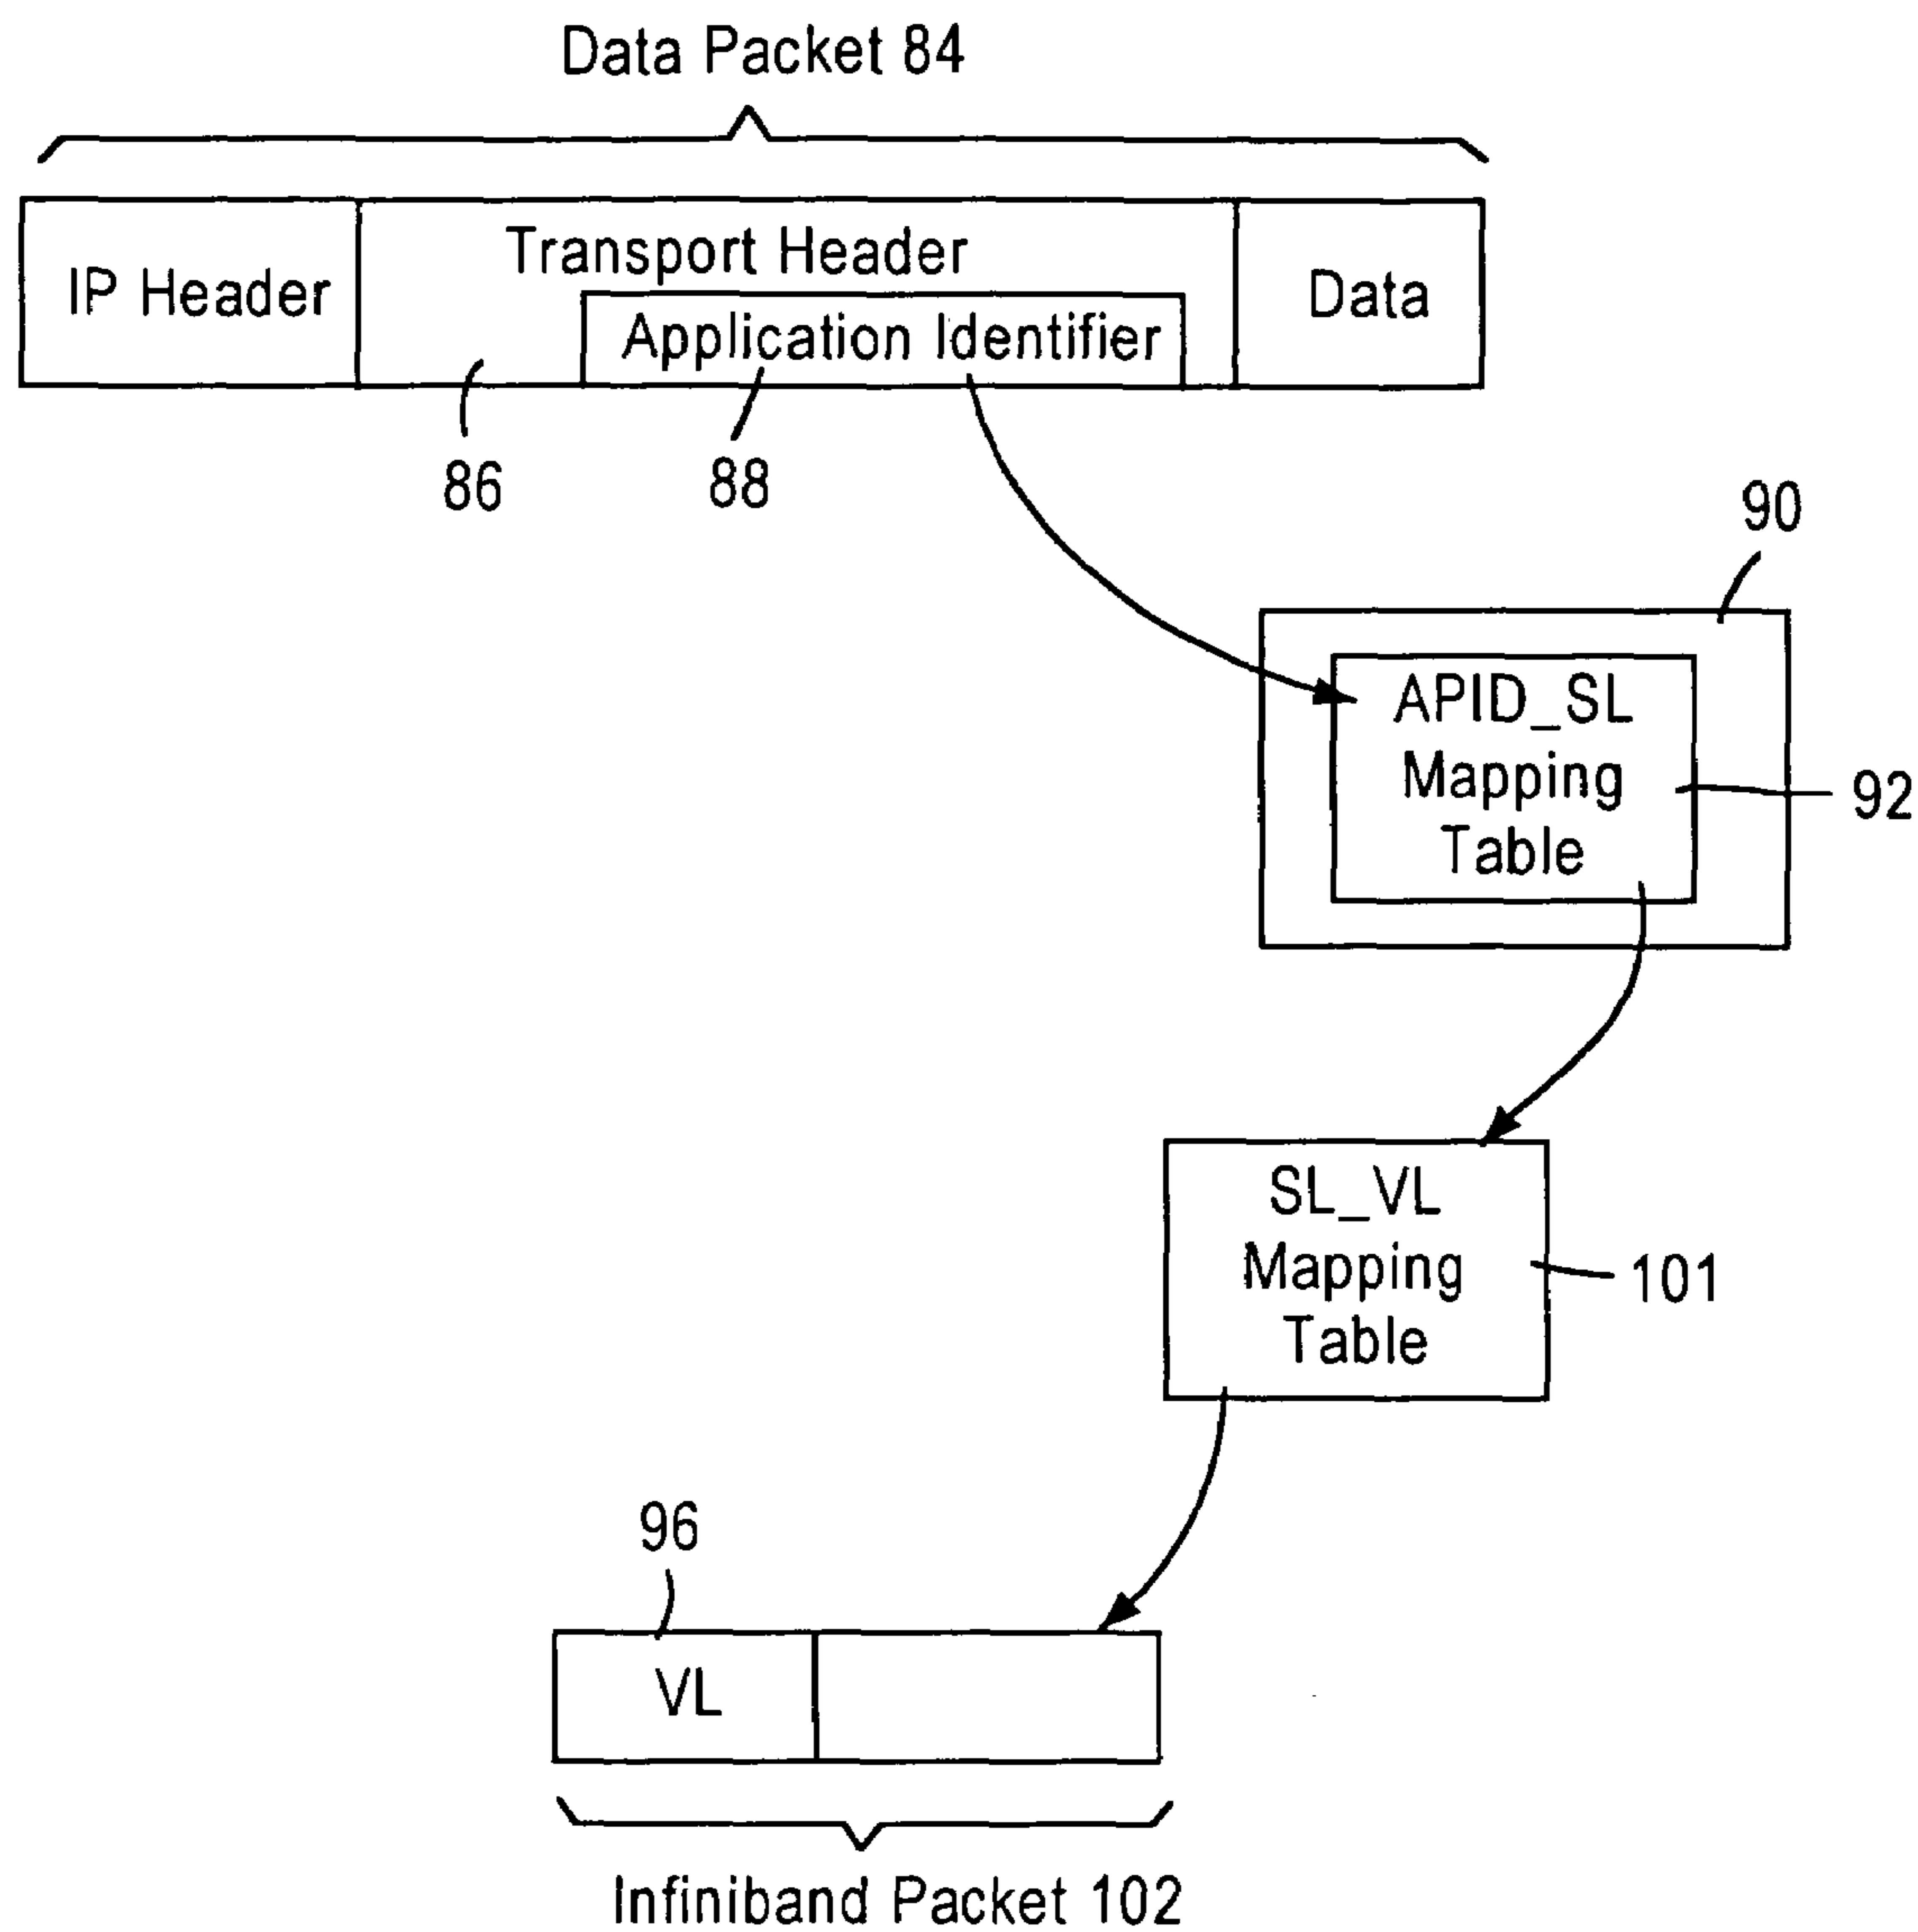 Data Packet 84
IP Header
Transport Header
Application Identifier
Data
86
88
90
APID_SL
Mapping
Table
92
SL_VL
Mapping
Table
101
96
VL
Infiniband Packet 102